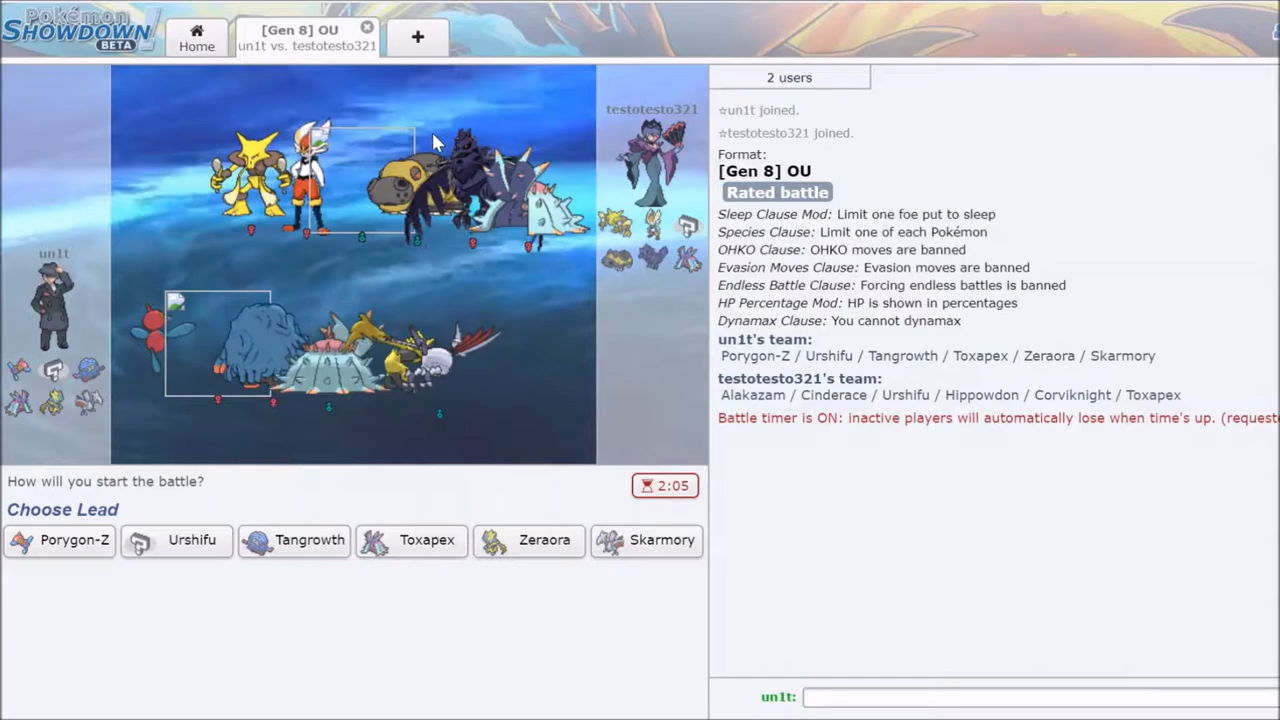 Pokémon
SHOWDOWN!
BETA
Home
[Gen 8] OU
un1t vs. testotesto321
+
2 users
☆un1t joined.
☆testotesto321 joined.
Format:
[Gen 8] OU
Rated battle
Sleep Clause Mod: Limit one foe put to sleep
Species Clause: Limit one of each Pokémon
OHKO Clause: OHKO moves are banned
Evasion Moves Clause: Evasion moves are banned
Endless Battle Clause: Forcing endless battles is banned
HP Percentage Mod: HP is shown in percentages
Dynamax Clause: You cannot dynamax
un1t's team:
Porygon-Z / Urshifu / Tangrowth / Toxapex / Zeraora / Skarmory
testotesto321's team:
Alakazam / Cinderace / Urshifu / Hippowdon / Corviknight / Toxapex
Battle timer is ON: inactive players will automatically lose when time's up. (request
testotesto321
un1t
How will you start the battle?
2:05
Choose Lead
Porygon-Z
Urshifu
Tangrowth
Toxapex
Zeraora
Skarmory
un1t: